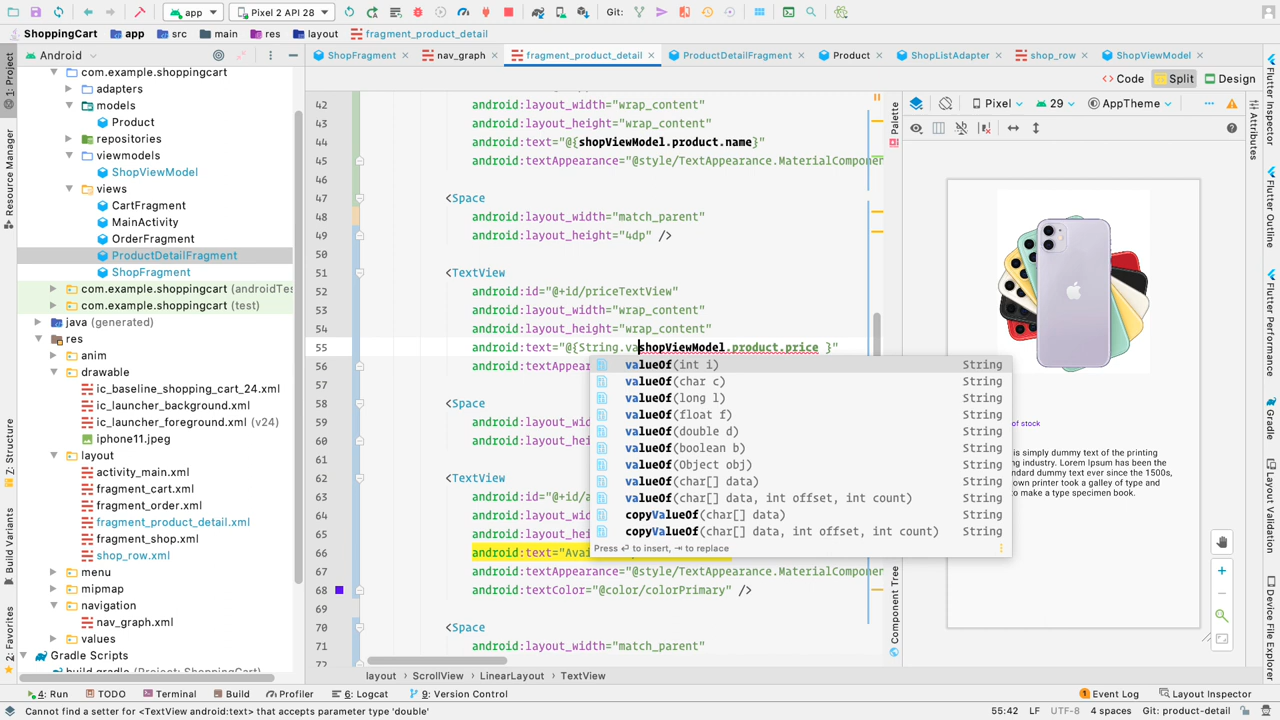 app
Pixel 2 API 28
Git:
ShoppingCart
app
src
main
res
layout
fragment_product_detail
Android
ShopFragment
nav_graph
fragment_product_detail
ProductDetailFragment
Product
ShopListAdapter
shop_row
ShopViewModel
Code
Split
Design
Pixel
29
AppTheme
1: Project
Resource Manager
7: Structure
Build Variants
2: Favorites
com.example.shoppingcart
adapters
models
Product
repositories
viewmodels
ShopViewModel
views
CartFragment
MainActivity
OrderFragment
ProductDetailFragment
ShopFragment
com.example.shoppingcart (androidTes
com.example.shoppingcart (test)
java (generated)
res
anim
drawable
ic_baseline_shopping_cart_24.xml
ic_launcher_background.xml
ic_launcher_foreground.xml (v24)
iphone11.jpeg
layout
activity_main.xml
fragment_cart.xml
fragment_order.xml
fragment_product_detail.xml
fragment_shop.xml
shop_row.xml
menu
mipmap
navigation
nav_graph.xml
values
Gradle Scripts
build.gradle (Project: ShoppingCart)
42 android:layout_width="wrap_content"
43 android:layout_height="wrap_content"
44 android:text="@{shopViewModel.product.name}"
45 android:textAppearance="@style/TextAppearance.MaterialComponen
46
47 <Space
48 android:layout_width="match_parent"
49 android:layout_height="4dp" />
50
51 <TextView
52 android:id="@+id/priceTextView"
53 android:layout_width="wrap_content"
54 android:layout_height="wrap_content"
55 android:text="@{String.vashopViewModel.product.price }"
56 android:textAppear
57
58 <Space
59 android:layout_wid
60 android:layout_hei
61
62 <TextView
63 android:id="@+id/a
64 android:layout_wid
65 android:layout_hei
66 android:text="Avai
67 android:textAppearance="@style/TextAppearance.MaterialComponen
68 android:textColor="@color/colorPrimary" />
69
70 <Space
71 android:layout_width="match_parent"
72
valueOf(int i) String
valueOf(char c) String
valueOf(long l) String
valueOf(float f) String
valueOf(double d) String
valueOf(boolean b) String
valueOf(Object obj) String
valueOf(char[] data) String
valueOf(char[] data, int offset, int count) String
copyValueOf(char[] data) String
copyValueOf(char[] data, int offset, int count) String
Press ↩ to insert, ⇥ to replace
Palette
Component Tree
of stock
is simply dummy text of the printing
ng industry. Lorem Ipsum has been the
ndard dummy text ever since the 1500s,
own printer took a galley of type and
to make a type specimen book.
Attributes
Flutter Inspector
Flutter Outline
Flutter Performance
Gradle
Device File Explorer
layout
ScrollView
LinearLayout
TextView
4: Run
TODO
Terminal
Build
Profiler
6: Logcat
9: Version Control
1 Event Log
Layout Inspector
Cannot find a setter for <TextView android:text> that accepts parameter type 'double'
55:42
LF
UTF-8
4 spaces
Git: product-detail